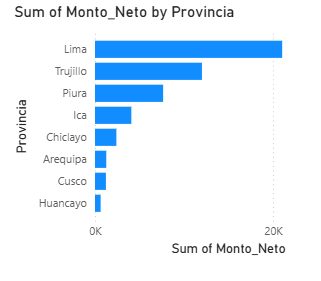 Sum of Monto_Neto by Provincia
Provincia
Lima
Trujillo
Piura
Ica
Chiclayo
Arequipa
Cusco
Huancayo
0K 20K
Sum of Monto_Neto